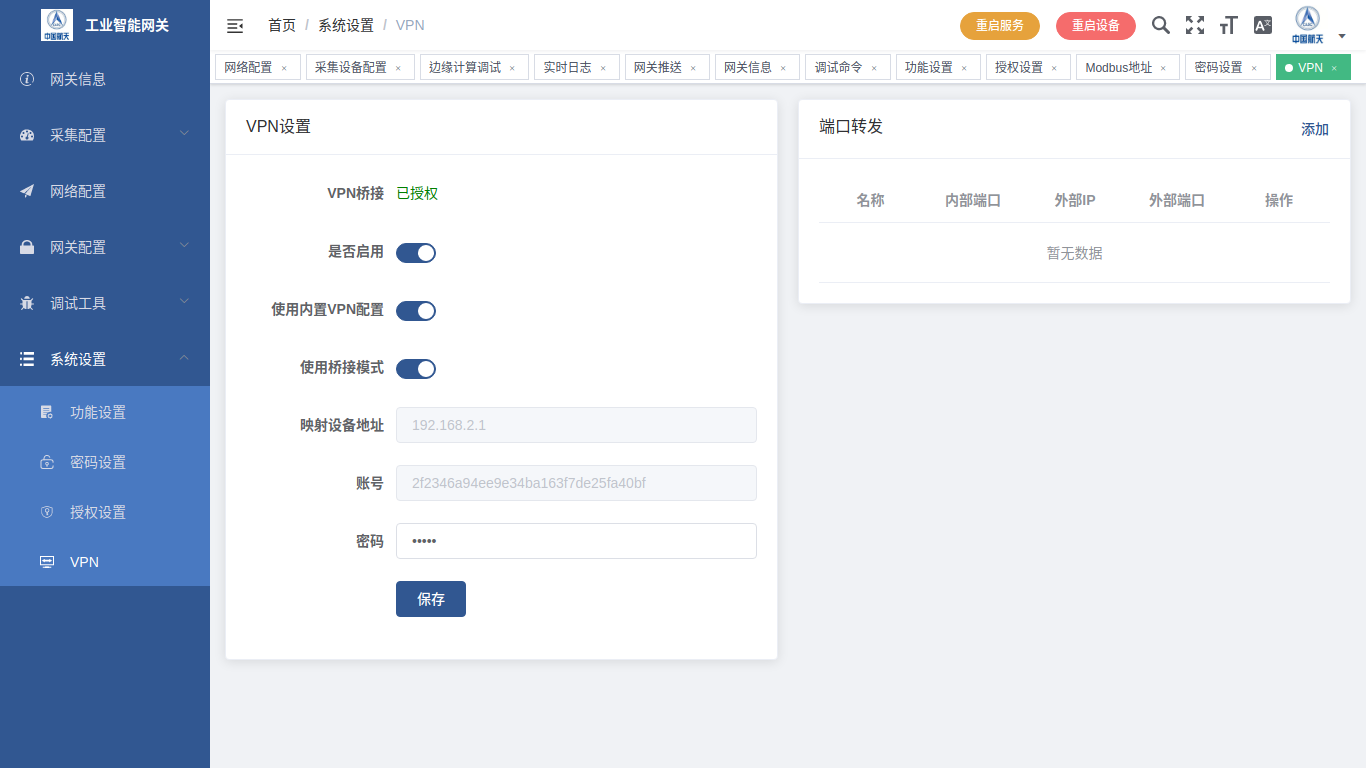 中国航天
工业智能网关
网关信息
采集配置
网络配置
网关配置
调试工具
系统设置
功能设置
密码设置
授权设置
VPN
首页 / 系统设置 / VPN
重启服务
重启设备
中国航天
网络配置 × 采集设备配置 × 边缘计算调试 × 实时日志 × 网关推送 × 网关信息 × 调试命令 × 功能设置 × 授权设置 × Modbus地址 × 密码设置 × VPN ×
VPN设置
VPN桥接 已授权
是否启用
使用内置VPN配置
使用桥接模式
映射设备地址 192.168.2.1
账号 2f2346a94ee9e34ba163f7de25fa40bf
密码 •••••
保存
端口转发 添加
名称 内部端口 外部IP 外部端口 操作
暂无数据